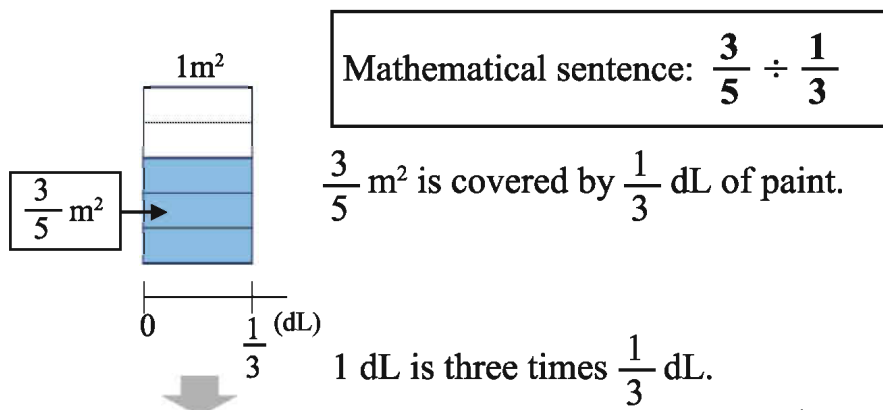 1m²
Mathematical sentence: 3/5 ÷ 1/3
3/5 m² is covered by 1/3 dL of paint.
3/5 m²
0 1/3 (dL)
1 dL is three times 1/3 dL.